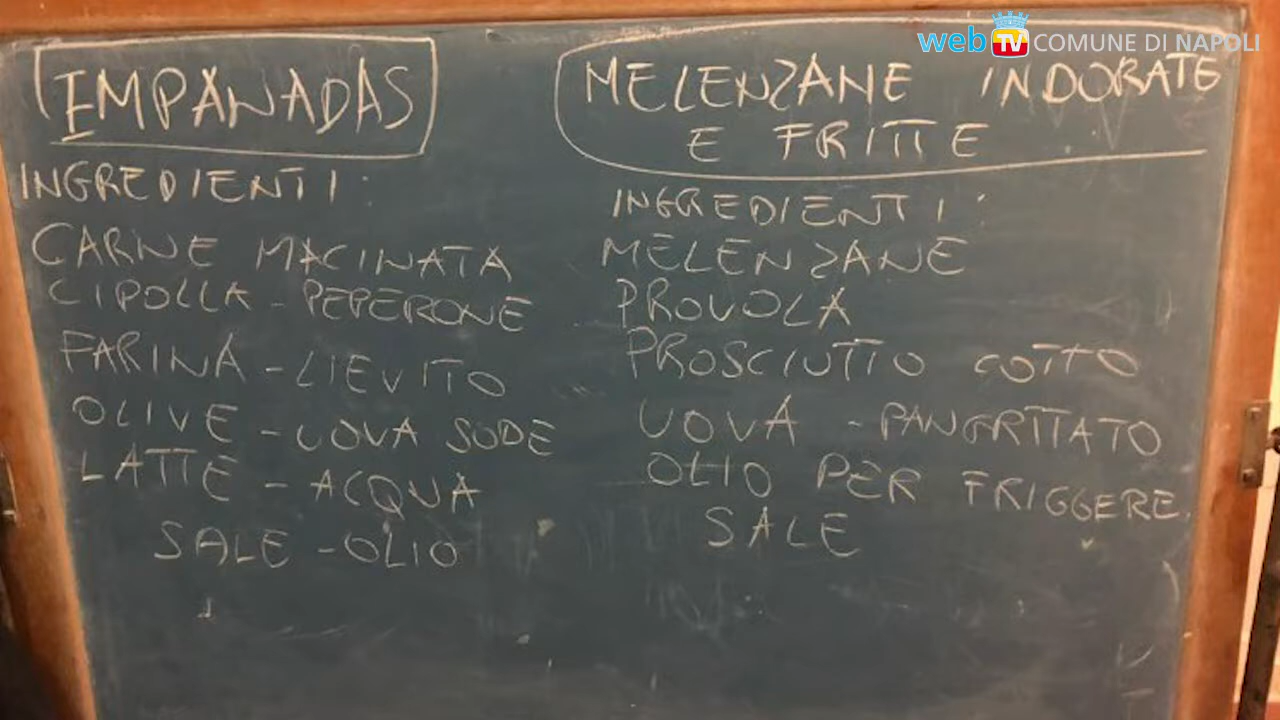 web TV COMUNE DI NAPOLI
EMPANADAS
INGREDIENTI:
CARNE MACINATA
CIPOLLA - PEPERONE
FARINA - LIEVITO
OLIVE - UOVA SODE
LATTE - ACQUA
SALE - OLIO
MELENZANE INDORATE
E FRITTE
INGREDIENTI:
MELENZANE
PROVOLA
PROSCIUTTO COTTO
UOVA - PANGRTTATO
OLIO PER FRIGGERE
SALE